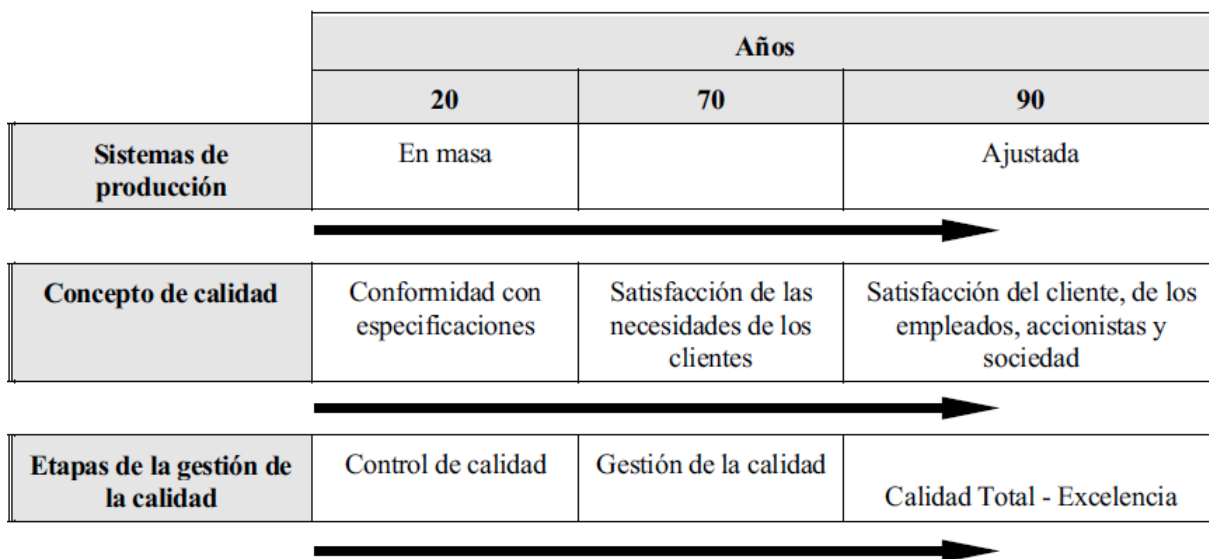 Años
20 70 90
Sistemas de En masa Ajustada
producción
Concepto de calidad Conformidad con Satisfacción de las Satisfacción del cliente, de los
especificaciones necesidades de los empleados, accionistas y
clientes sociedad
Etapas de la gestión de Control de calidad Gestión de la calidad
la calidad Calidad Total - Excelencia